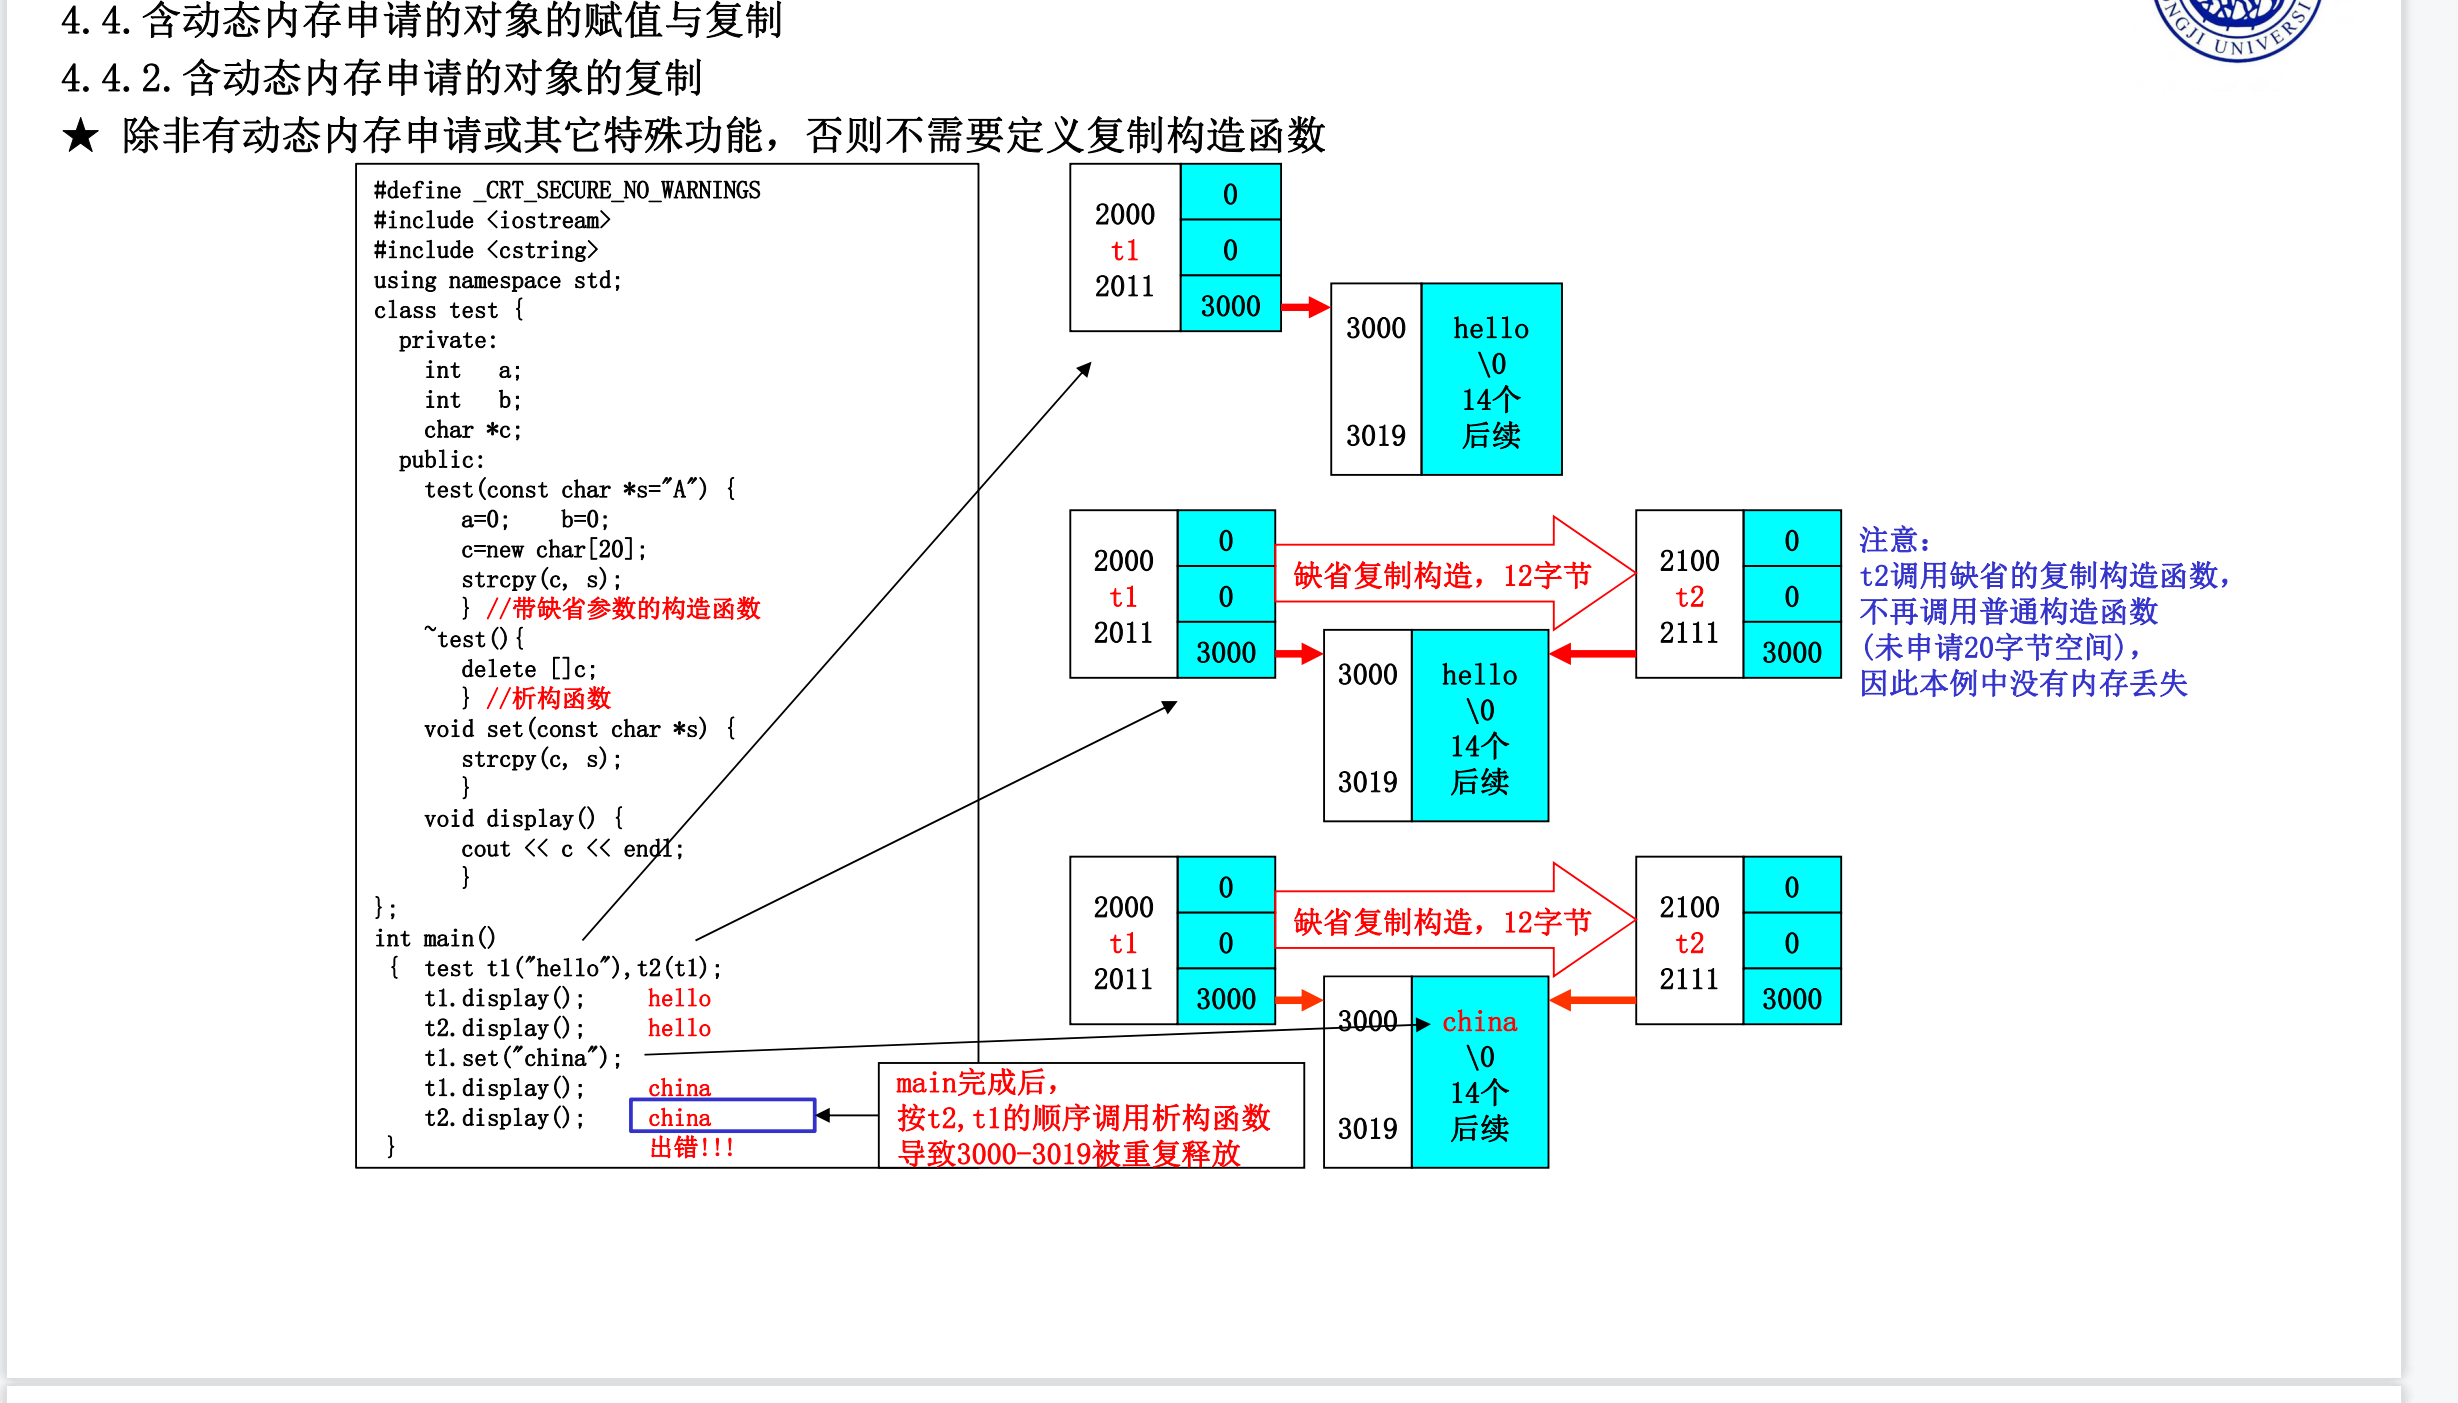 4.4.含动态内存申请的对象的赋值与复制
NGJI UNIVERSI
4.4.2.含动态内存申请的对象的复制
★ 除非有动态内存申请或其它特殊功能，否则不需要定义复制构造函数
#define _CRT_SECURE_NO_WARNINGS
#include <iostream>
#include <cstring>
using namespace std;
class test {
private:
int a;
int b;
char *c;
public:
test(const char *s="A") {
a=0; b=0;
c=new char[20];
strcpy(c, s);
} //带缺省参数的构造函数
~test(){
delete []c;
} //析构函数
void set(const char *s) {
strcpy(c, s);
}
void display() {
cout << c << endl;
}
};
int main()
{ test t1("hello"),t2(t1);
t1.display(); hello
t2.display(); hello
t1.set("china");
t1.display(); china
t2.display(); china
} 出错!!!
main完成后，
按t2,t1的顺序调用析构函数
导致3000-3019被重复释放
2000
t1
2011
0
0
3000
3000
3019
hello
\0
14个
后续
2000
t1
2011
0
0
3000
缺省复制构造，12字节
2100
t2
2111
0
0
3000
3000
3019
hello
\0
14个
后续
注意：
t2调用缺省的复制构造函数，
不再调用普通构造函数
(未申请20字节空间)，
因此本例中没有内存丢失
2000
t1
2011
0
0
3000
缺省复制构造，12字节
2100
t2
2111
0
0
3000
3000
3019
china
\0
14个
后续